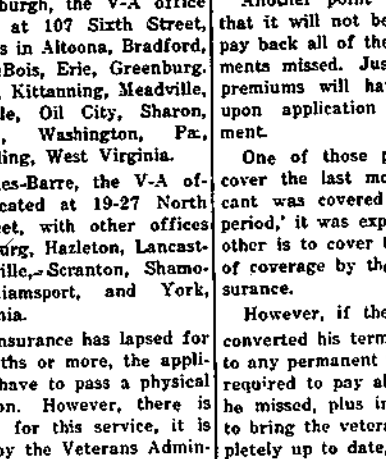 burgh, the V-A office
at 107 Sixth Street,
s in Altoona, Bradford,
Bois, Erie, Greenburg.
Kittanning, Meadville,
le, Oil City, Sharon,
, Washington, Pa.,
ling, West Virginia.
es-Barre, the V-A of-
cated at 19-27 North
et, with other offices
urg, Hazleton, Lancast-
ville, Scranton, Shamo-
iamsport, and York,
nia.
nsurance has lapsed for
ths or more, the appli-
have to pass a physical
on. However, there is
for this service, it is
by the Veterans Admin-
Another point
that it will not be
pay back all of the
ments missed. Jus
premiums will ha
upon application
ment.
One of those p
cover the last mo
cant was covered
period,' it was exp
other is to cover
of coverage by the
surance.
However, if the
converted his term
to any permanent
required to pay al
he missed, plus in
to bring the vetera
pletely up to date,